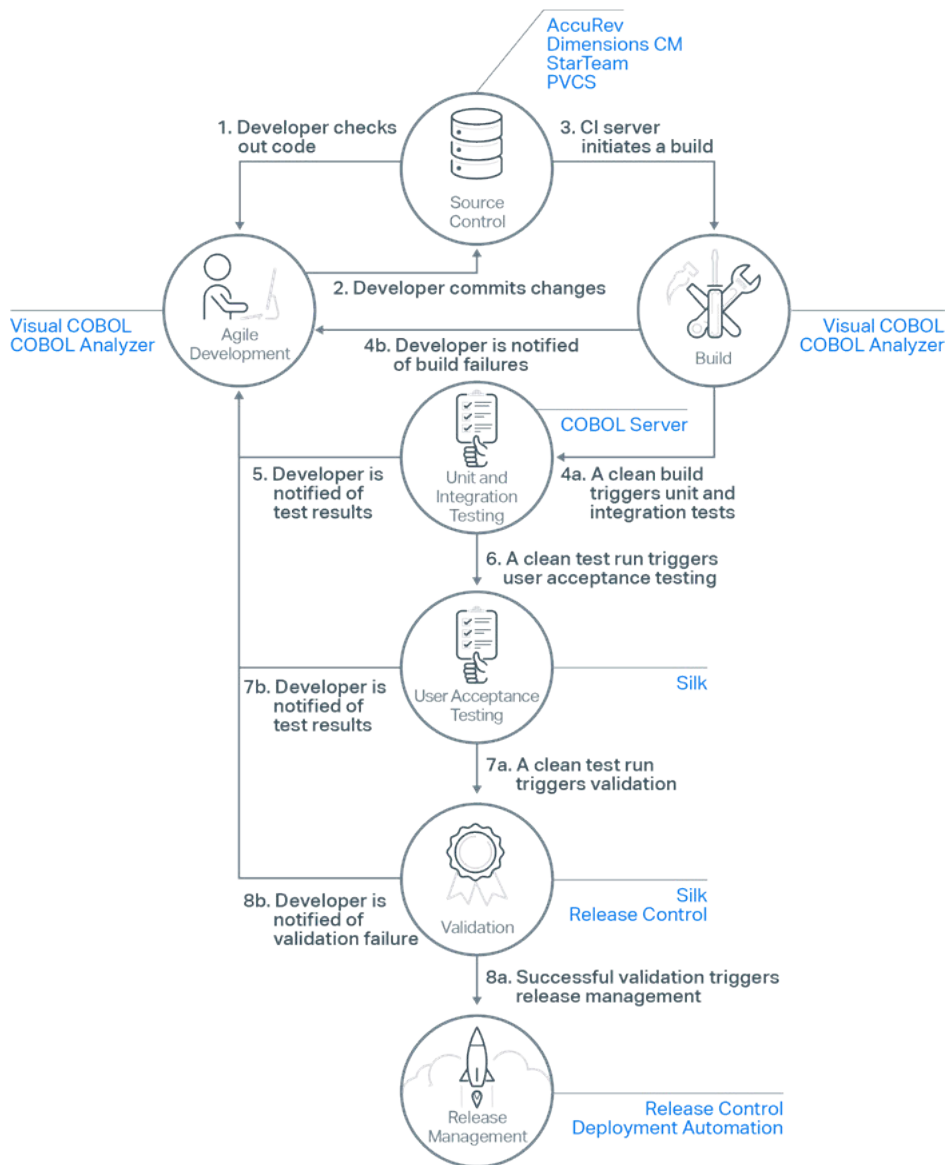 AccuRev
Dimensions CM
StarTeam
PVCS
1. Developer checks
out code
3. CI server
initiates a build
Source
Control
2. Developer commits changes
Agile
Development
Build
Visual COBOL
COBOL Analyzer
Visual COBOL
COBOL Analyzer
4b. Developer is notified
of build failures
COBOL Server
Unit and
Integration
Testing
5. Developer is
notified of
test results
4a. A clean build
triggers unit and
integration tests
6. A clean test run triggers
user acceptance testing
User Acceptance
Testing
Silk
7b. Developer is
notified of
test results
7a. A clean test run
triggers validation
Validation
Silk
Release Control
8b. Developer is
notified of
validation failure
8a. Successful validation triggers
release management
Release
Management
Release Control
Deployment Automation